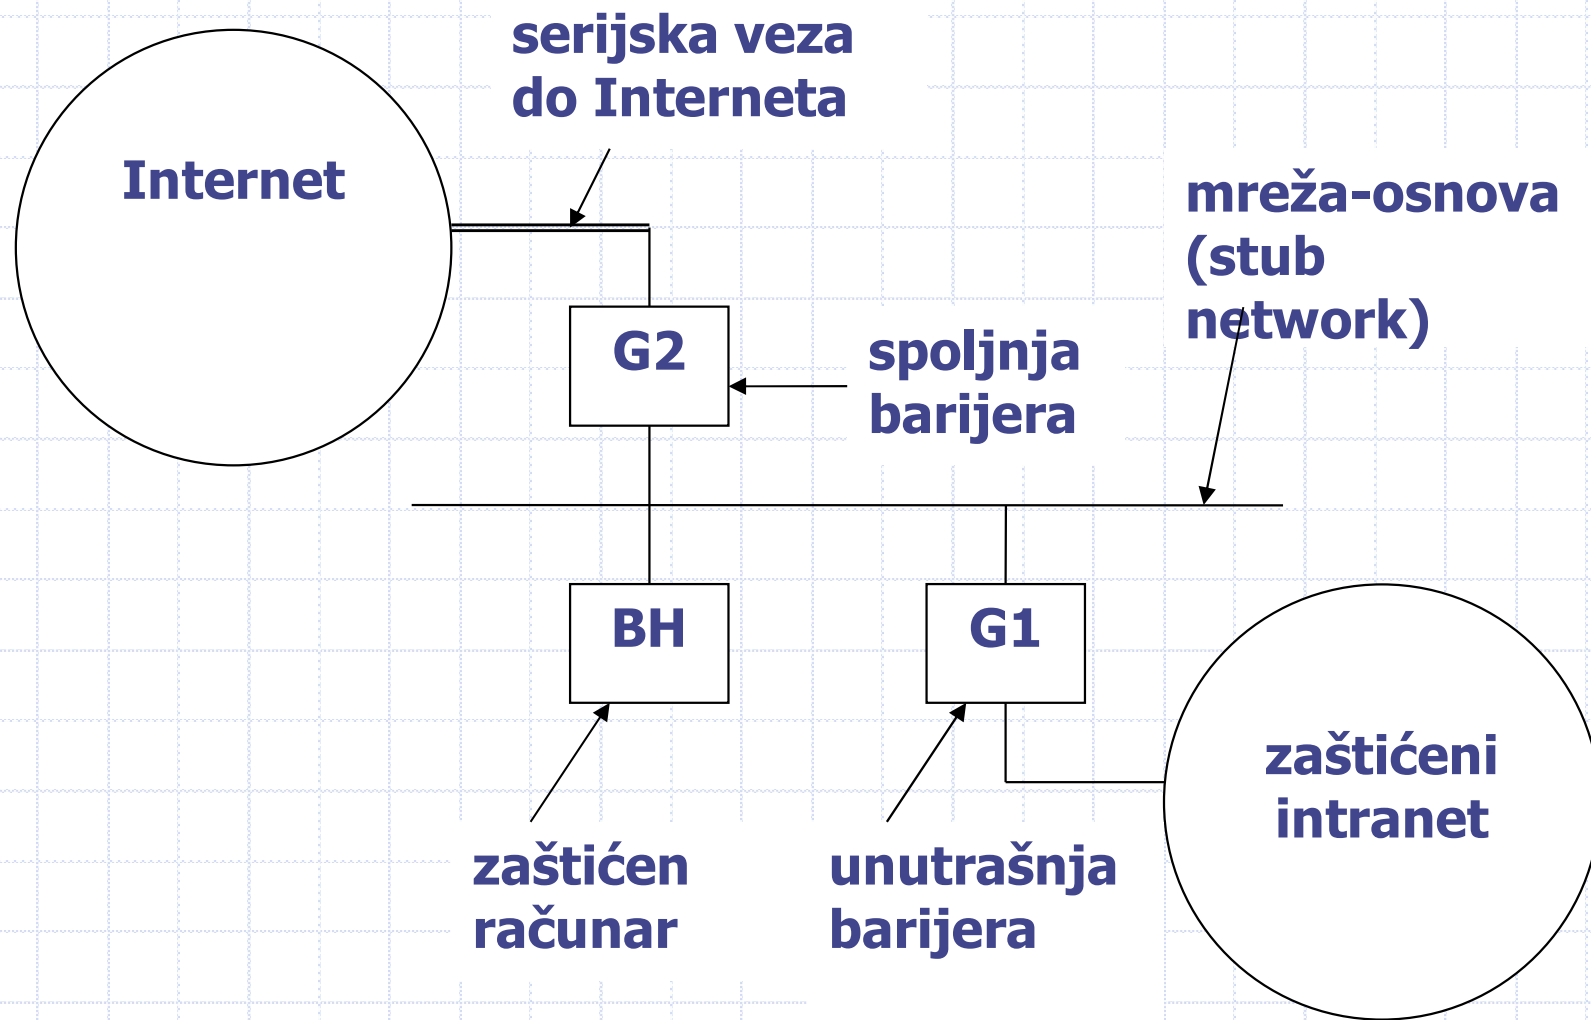 serijska veza
do Interneta
Internet
mreža-osnova
(stub
network)
G2
spoljnja
barijera
BH
G1
zaštićeni
intranet
zaštićen
računar
unutrašnja
barijera